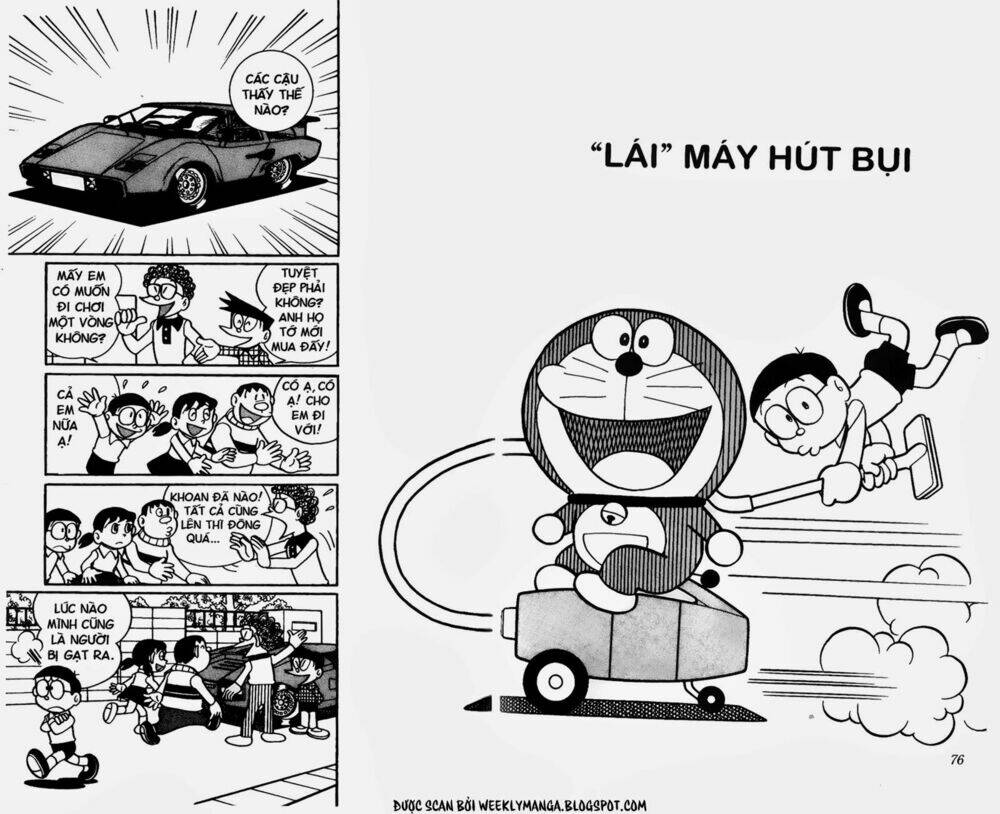 “LÁI” MÁY HÚT BỤI
76
CÁC CẬU
THẤY THẾ
NÀO?
TUYỆT
ĐẸP PHẢI
KHÔNG?
ANH HỌ
TỚ MỚI
MUA ĐẤY!
MẤY EM
CÓ MUỐN
ĐI CHƠI
MỘT VÒNG
KHÔNG?
CÓ Ạ, CÓ
Ạ! CHO
EM ĐI
VỚI!
CẢ
EM
NỮA
Ạ!
KHOAN ĐÃ NÀO!
TẤT CẢ CÙNG
LÊN THÌ ĐÔNG
QUÁ...
LÚC NÀO
MÌNH CŨNG
LÀ NGƯỜI
BỊ GẠT RA.
ĐƯỢC SCAN BỞI WEEKLYMANGA.BLOGSPOT.COM